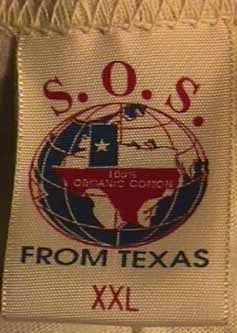 S.O.S.
100%
ORGANIC COTTON
FROM TEXAS
XXL